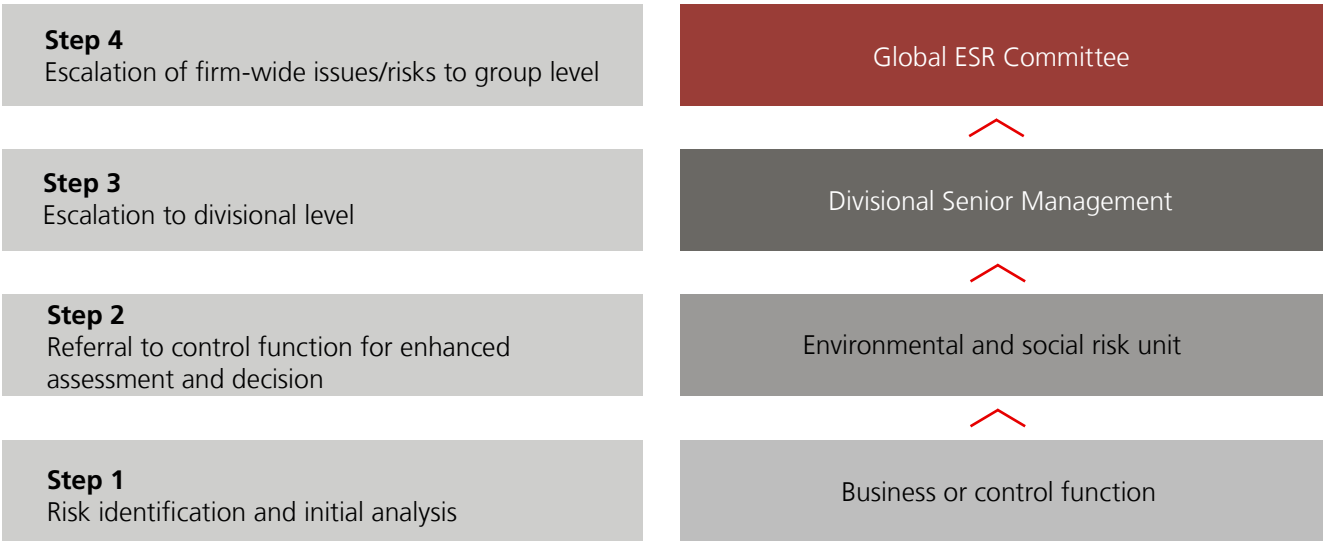 Step 4
Escalation of firm-wide issues/risks to group level
Global ESR Committee
Step 3
Escalation to divisional level
Divisional Senior Management
Step 2
Referral to control function for enhanced
assessment and decision
Environmental and social risk unit
Step 1
Risk identification and initial analysis
Business or control function